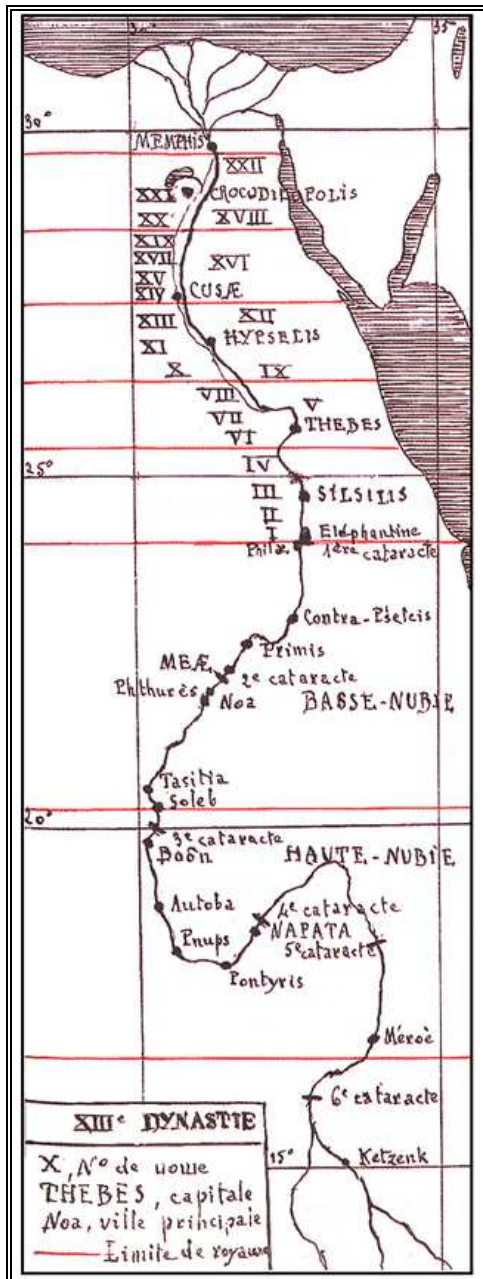 30° 35
30°
MEMPHIS
XXII
XXI CROCODILOPOLIS
XX XVIII
XIX
XVII
XVI
XV
XIV CUSÆ
XII
XIII HYPSELIS
XI
X IX
VIII V
VII THEBES
VI
IV
25°
III SILSILIS
II
I Eléphantine
Philæ 1ère cataracte
Contra-Pselcis
Primis
MEÆ
2e cataracte
Phthurès Noa BASSE-NUBIE
Tasitia
Soleb
20°
3e cataracte
Boôn HAUTE-NUBIE
Autoba 4e cataracte
NAPATA
Pnups 5e cataracte
Pontyris
Méroè
6e cataracte
XIIIe DYNASTIE
X, No de nome 15° Ketzenk
THEBES, capitale
Noa, ville principale
Limite de royaume